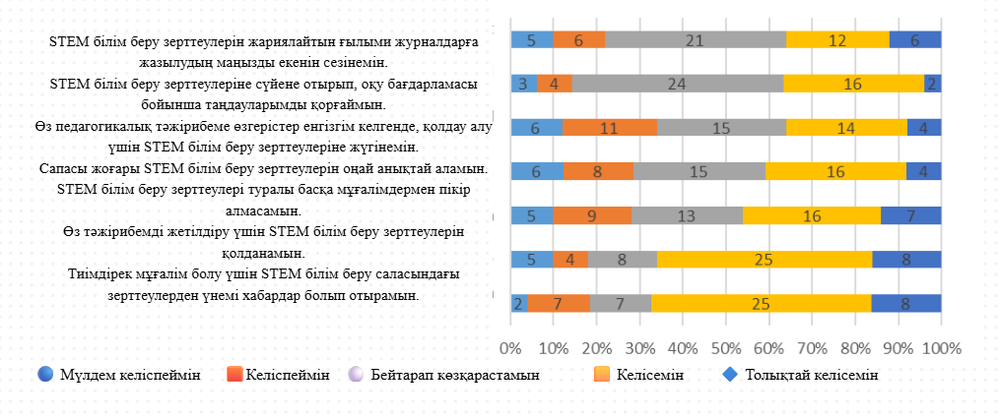 STEM білім беру зерттеулерін жариялайтын ғылыми журналдарға
жазылудың маңызды екенін сезінемін.
STEM білім беру зерттеулеріне сүйене отырып, оқу бағдарламасы
бойынша таңдауларымды қорғаймын.
Өз педагогикалық тәжірибеме өзгерістер енгізгім келгенде, қолдау алу
үшін STEM білім беру зерттеулеріне жүгінемін.
Сапасы жоғары STEM білім беру зерттеулерін оңай анықтай аламын.
STEM білім беру зерттеулері туралы басқа мұғалімдермен пікір
алмасамын.
Өз тәжірибемді жетілдіру үшін STEM білім беру зерттеулерін
қолданамын.
Тиімдірек мұғалім болу үшін STEM білім беру саласындағы
зерттеулерден үнемі хабардар болып отырамын.
5 6 21 12 6
3 4 24 16 2
6 11 15 14 4
6 8 15 16 4
5 9 13 16 7
5 4 8 25 8
2 7 7 25 8
0% 10% 20% 30% 40% 50% 60% 70% 80% 90% 100%
Мүлдем келіспеймін Келіспеймін Бейтарап көзқарастамын Келісемін Толықтай келісемін